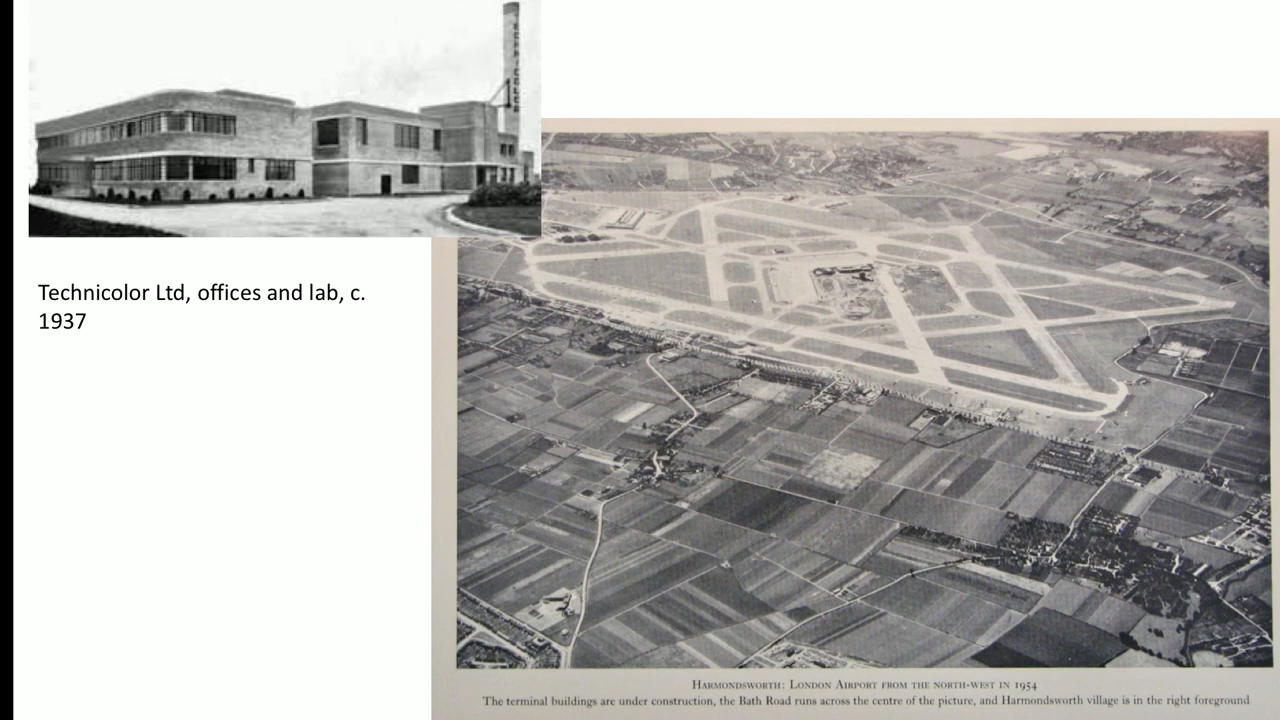 TECHNICOLOR
Technicolor Ltd, offices and lab, c.
1937
HARMONDSWORTH: LONDON AIRPORT FROM THE NORTH-WEST IN 1954
The terminal buildings are under construction, the Bath Road runs across the centre of the picture, and Harmondsworth village is in the right foreground